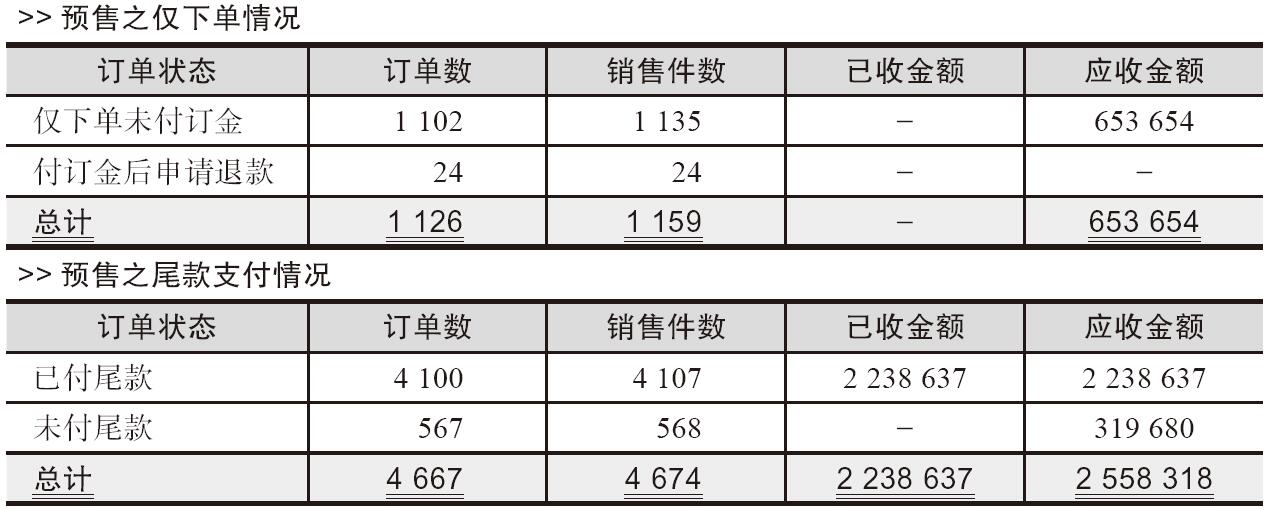 >> 预售之仅下单情况
订单状态 订单数 销售件数 已收金额 应收金额
仅下单未付订金 1 102 1 135 – 653 654
付订金后申请退款 24 24 – –
总计 1 126 1 159 – 653 654
>> 预售之尾款支付情况
订单状态 订单数 销售件数 已收金额 应收金额
已付尾款 4 100 4 107 2 238 637 2 238 637
未付尾款 567 568 – 319 680
总计 4 667 4 674 2 238 637 2 558 318